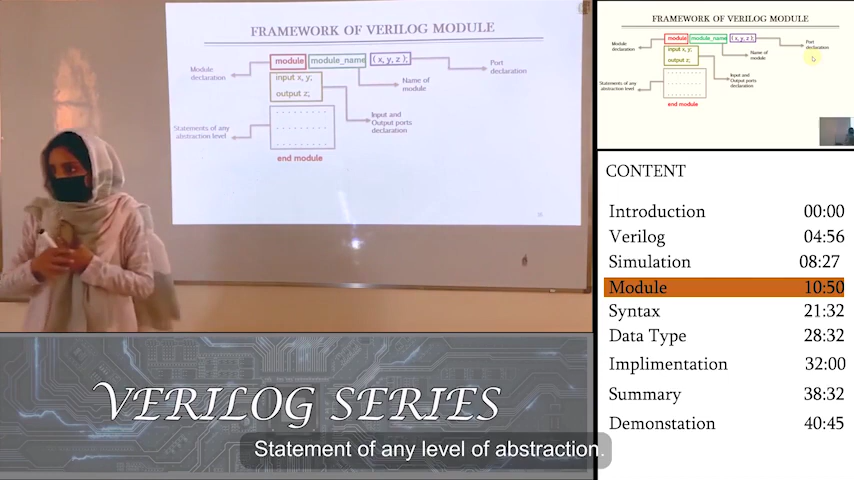 FRAMEWORK OF VERILOG MODULE
module module_name ( x, y, z );
Module
declaration
Port
declaration
input x, y;
output z;
Name of
module
Input and
Output ports
declaration
Statements of any
abstraction level
end module
FRAMEWORK OF VERILOG MODULE
module module_name ( x, y, z );
Module
declaration
Port
declaration
input x, y;
output z;
Name of
module
Input and
Output ports
declaration
Statements of any
abstraction level
end module
CONTENT
Introduction 00:00
Verilog 04:56
Simulation 08:27
Module 10:50
Syntax 21:32
Data Type 28:32
Implimentation 32:00
Summary 38:32
Demonstation 40:45
VERILOG SERIES
Statement of any level of abstraction.